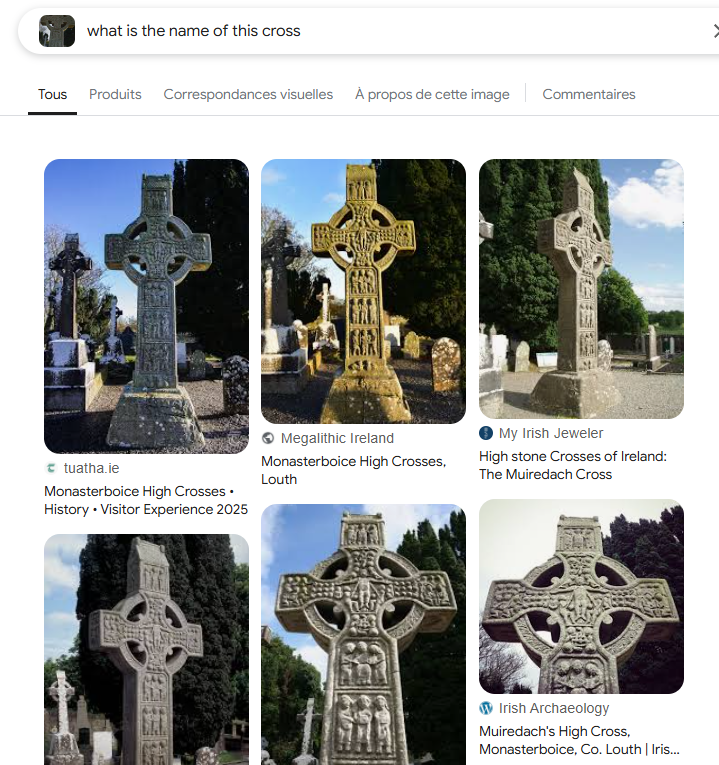 what is the name of this cross
Tous
Produits
Correspondances visuelles
À propos de cette image
Commentaires
tuatha.ie
Monasterboice High Crosses •
History • Visitor Experience 2025
Megalithic Ireland
Monasterboice High Crosses,
Louth
My Irish Jeweler
High stone Crosses of Ireland:
The Muiredach Cross
Irish Archaeology
Muiredach's High Cross,
Monasterboice, Co. Louth | Iris...